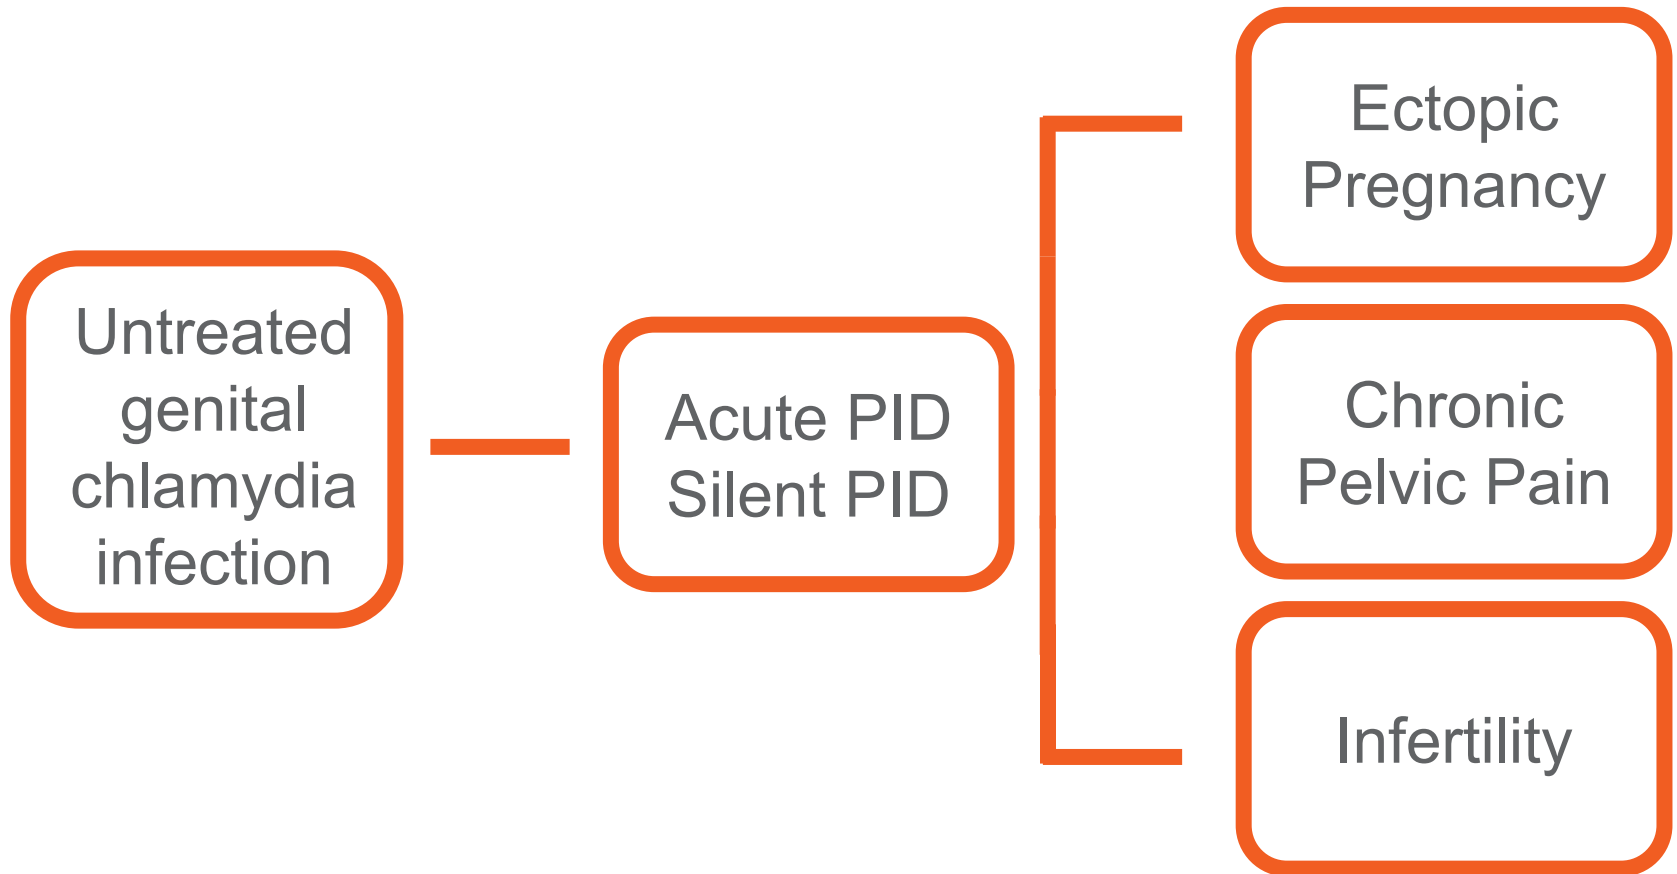 Untreated
genital
chlamydia
infection
Acute PID
Silent PID
Ectopic
Pregnancy
Chronic
Pelvic Pain
Infertility